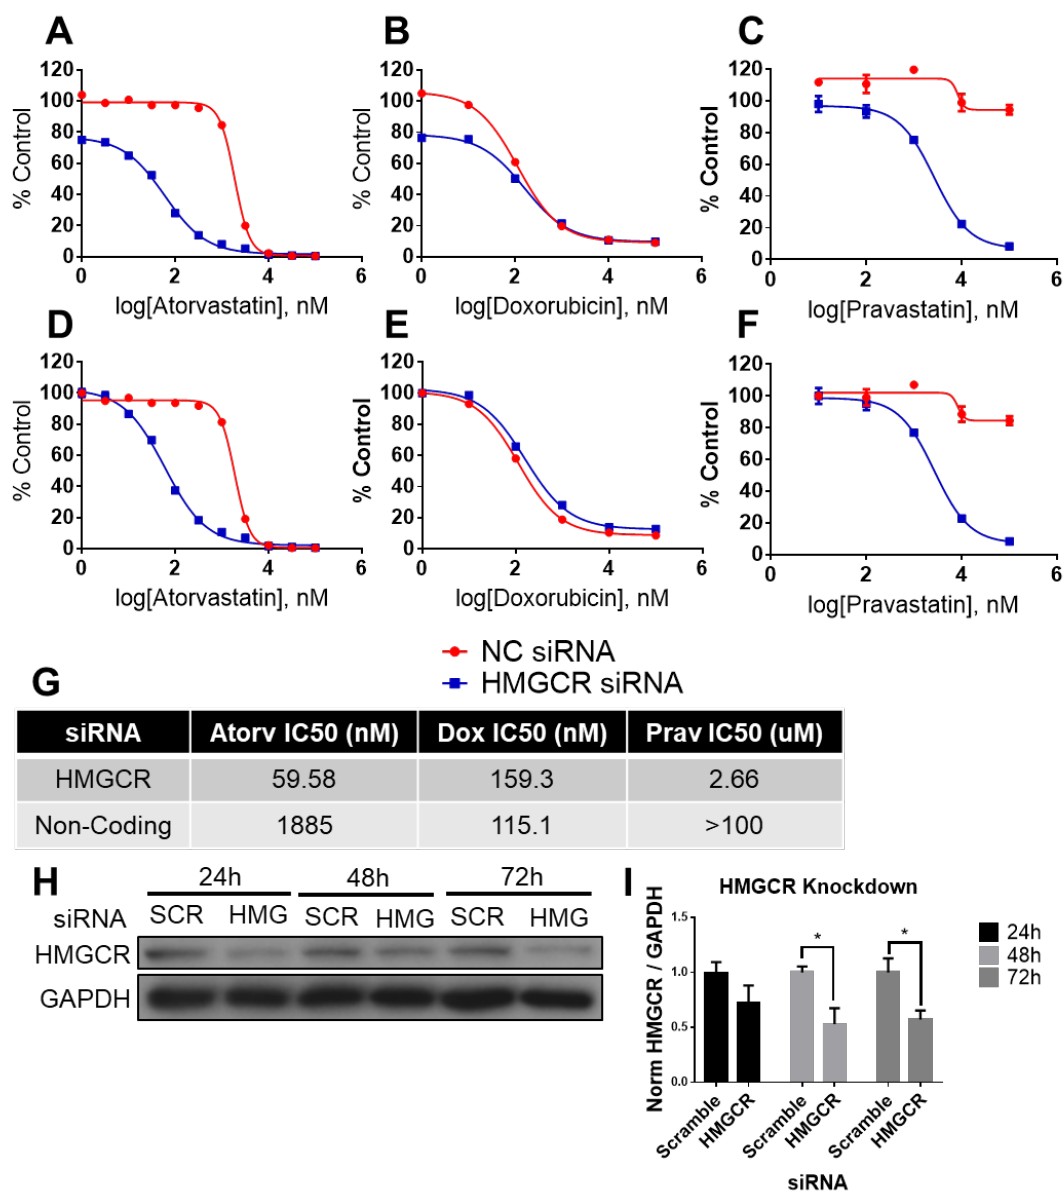 A
B
C
120
100
80
60
40
20
0
% Control
0 2 4 6
log[Atorvastatin], nM
120
100
80
60
40
20
0
% Control
0 2 4 6
log[Doxorubicin], nM
120
100
80
60
40
20
0
% Control
0 2 4 6
log[Pravastatin], nM
D
E
F
120
100
80
60
40
20
0
% Control
0 2 4 6
log[Atorvastatin], nM
120
100
80
60
40
20
0
% Control
0 2 4 6
log[Doxorubicin], nM
120
100
80
60
40
20
0
% Control
0 2 4 6
log[Pravastatin], nM
NC siRNA
HMGCR siRNA
G
siRNA Atorv IC50 (nM) Dox IC50 (nM) Prav IC50 (uM)
HMGCR 59.58 159.3 2.66
Non-Coding 1885 115.1 >100
H
24h 48h 72h
siRNA SCR HMG SCR HMG SCR HMG
HMGCR
GAPDH
I
HMGCR Knockdown
Norm HMGCR / GAPDH
1.5
1.0
0.5
0.0
* *
24h
48h
72h
Scramble HMGCR Scramble HMGCR Scramble HMGCR
siRNA